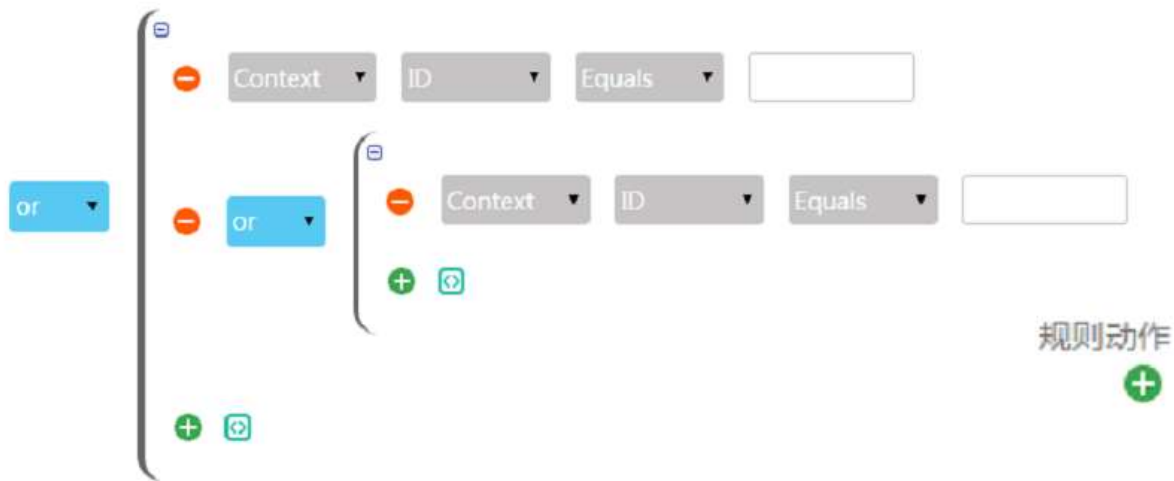 Context ID Equals
or
or
Context ID Equals
规则动作